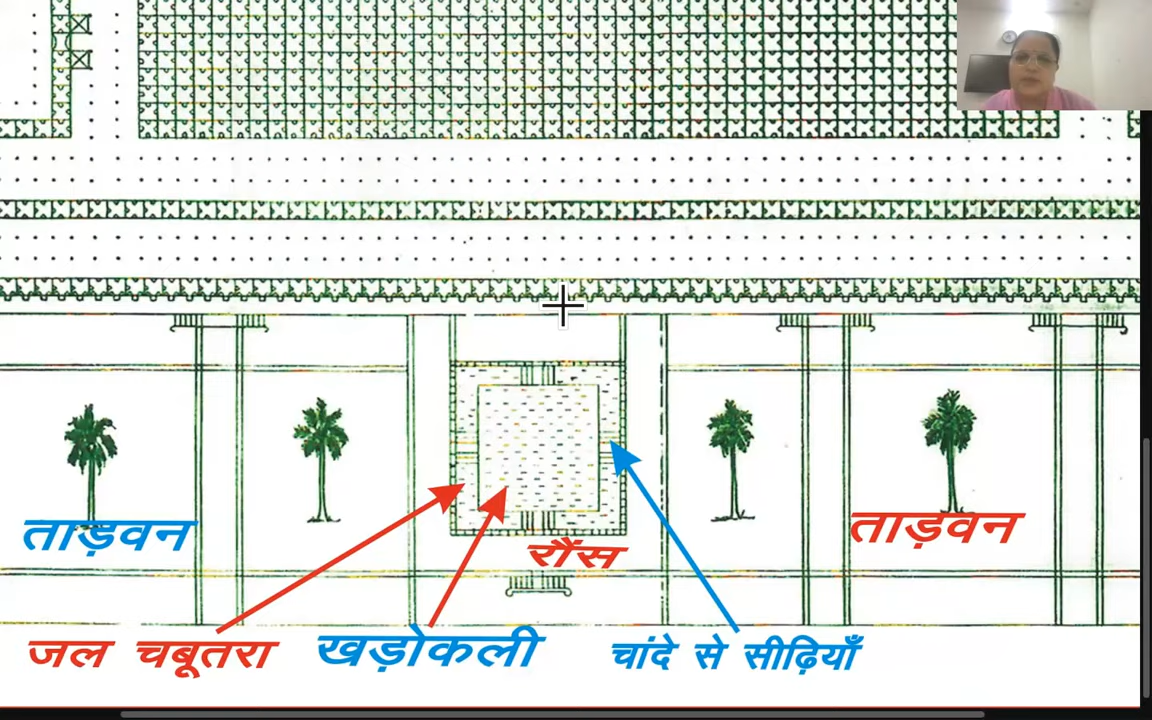 ताड़वन
ताड़वन
रौंस
जल चबूतरा
खड़ोकली
चांदे से सीढ़ियाँ